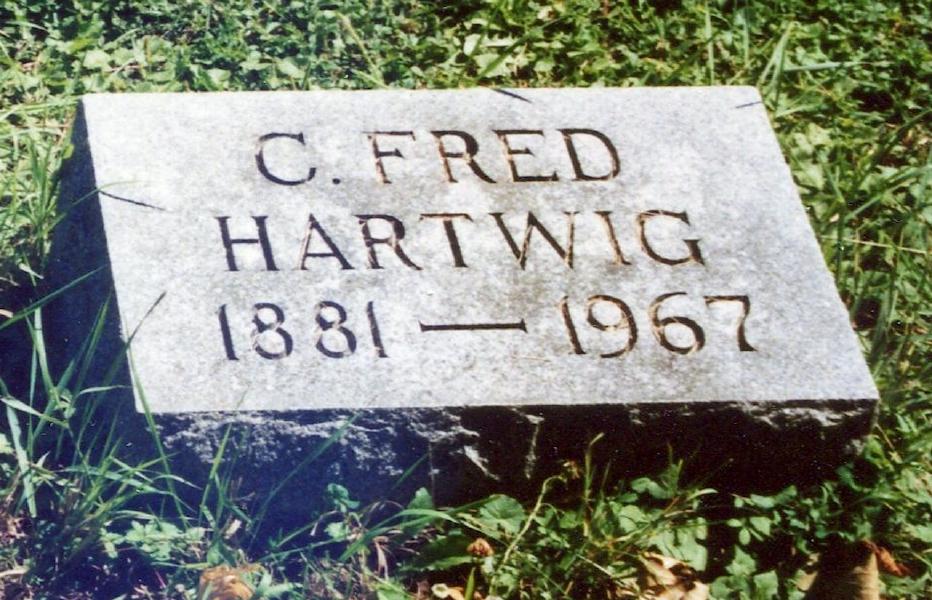 C. FRED
HARTWIG
1881 — 1967